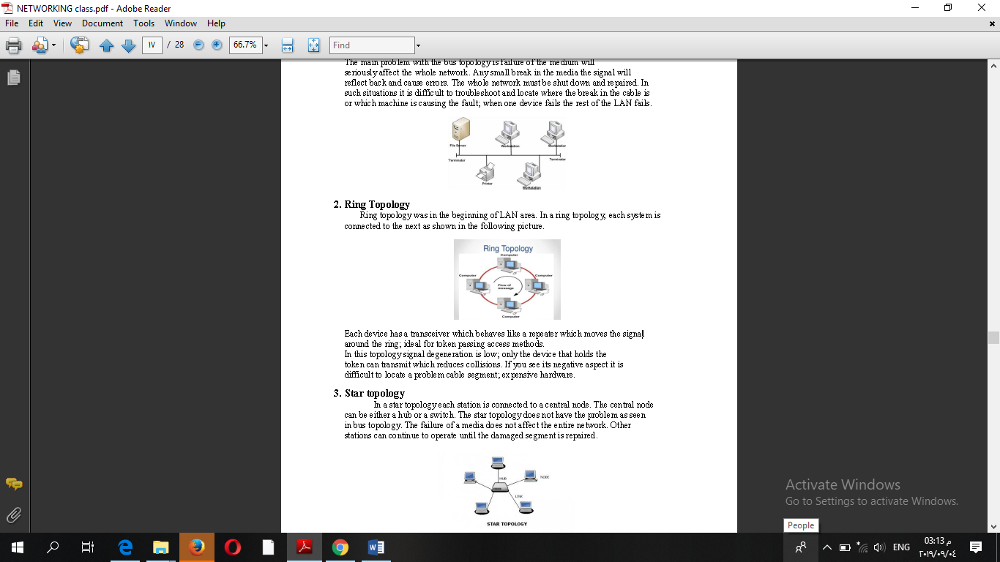 NETWORKING class.pdf - Adobe Reader
File Edit View Document Tools Window Help
١٧ / 28 66.7% Find
The main problem with the bus topology is failure of the medium will
seriously affect the whole network. Any small break in the media the signal will
reflect back and cause errors. The whole network must be shut down and repaired. In
such situations it is difficult to troubleshoot and locate where the break in the cable is
or which machine is causing the fault; when one device fails the rest of the LAN fails.
File Server Workstation Workstation
Terminator Terminator
Printer
Workstation
2. Ring Topology
Ring topology was in the beginning of LAN area. In a ring topology, each system is
connected to the next as shown in the following picture.
Ring Topology
Computer
Computer Computer
Flow of
message
Computer
Each device has a transceiver which behaves like a repeater which moves the signal
around the ring; ideal for token passing access methods.
In this topology signal degeneration is low; only the device that holds the
token can transmit which reduces collisions. If you see its negative aspect it is
difficult to locate a problem cable segment; expensive hardware.
3. Star topology
In a star topology each station is connected to a central node. The central node
can be either a hub or a switch. The star topology does not have the problem as seen
in bus topology. The failure of a media does not affect the entire network. Other
stations can continue to operate until the damaged segment is repaired.
HUB NODE
LINK
STAR TOPOLOGY
Activate Windows
Go to Settings to activate Windows.
People
ENG 03:13 م
٢٠١٩/٠٩/٠٤